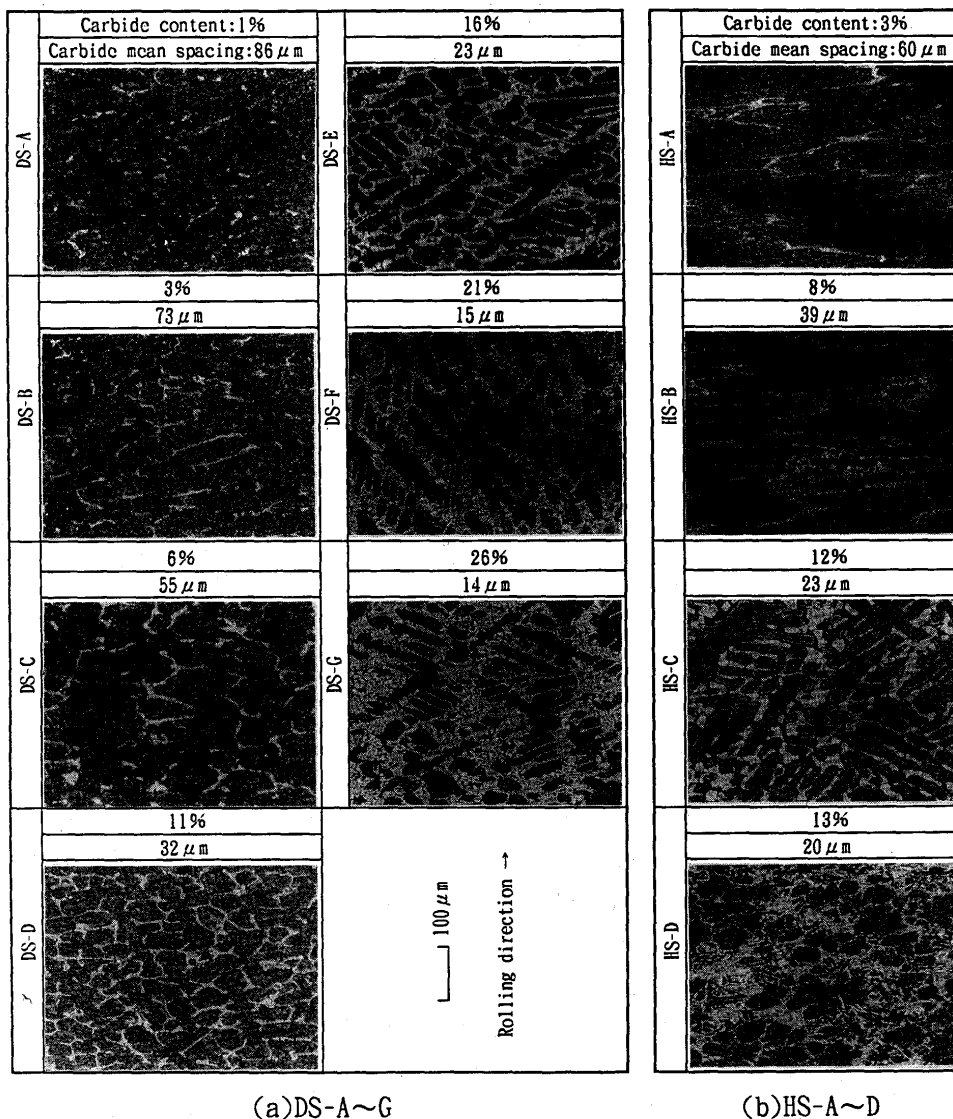 Carbide content:1%
Carbide mean spacing:86μm
DS-A
3%
73μm
DS-B
6%
55μm
DS-C
11%
32μm
DS-D
16%
23μm
DS-E
21%
15μm
DS-F
26%
14μm
DS-G
100μm
Rolling direction →
(a)DS-A～G
Carbide content:3%
Carbide mean spacing:60μm
HS-A
8%
39μm
HS-B
12%
23μm
HS-C
13%
20μm
HS-D
(b)HS-A～D